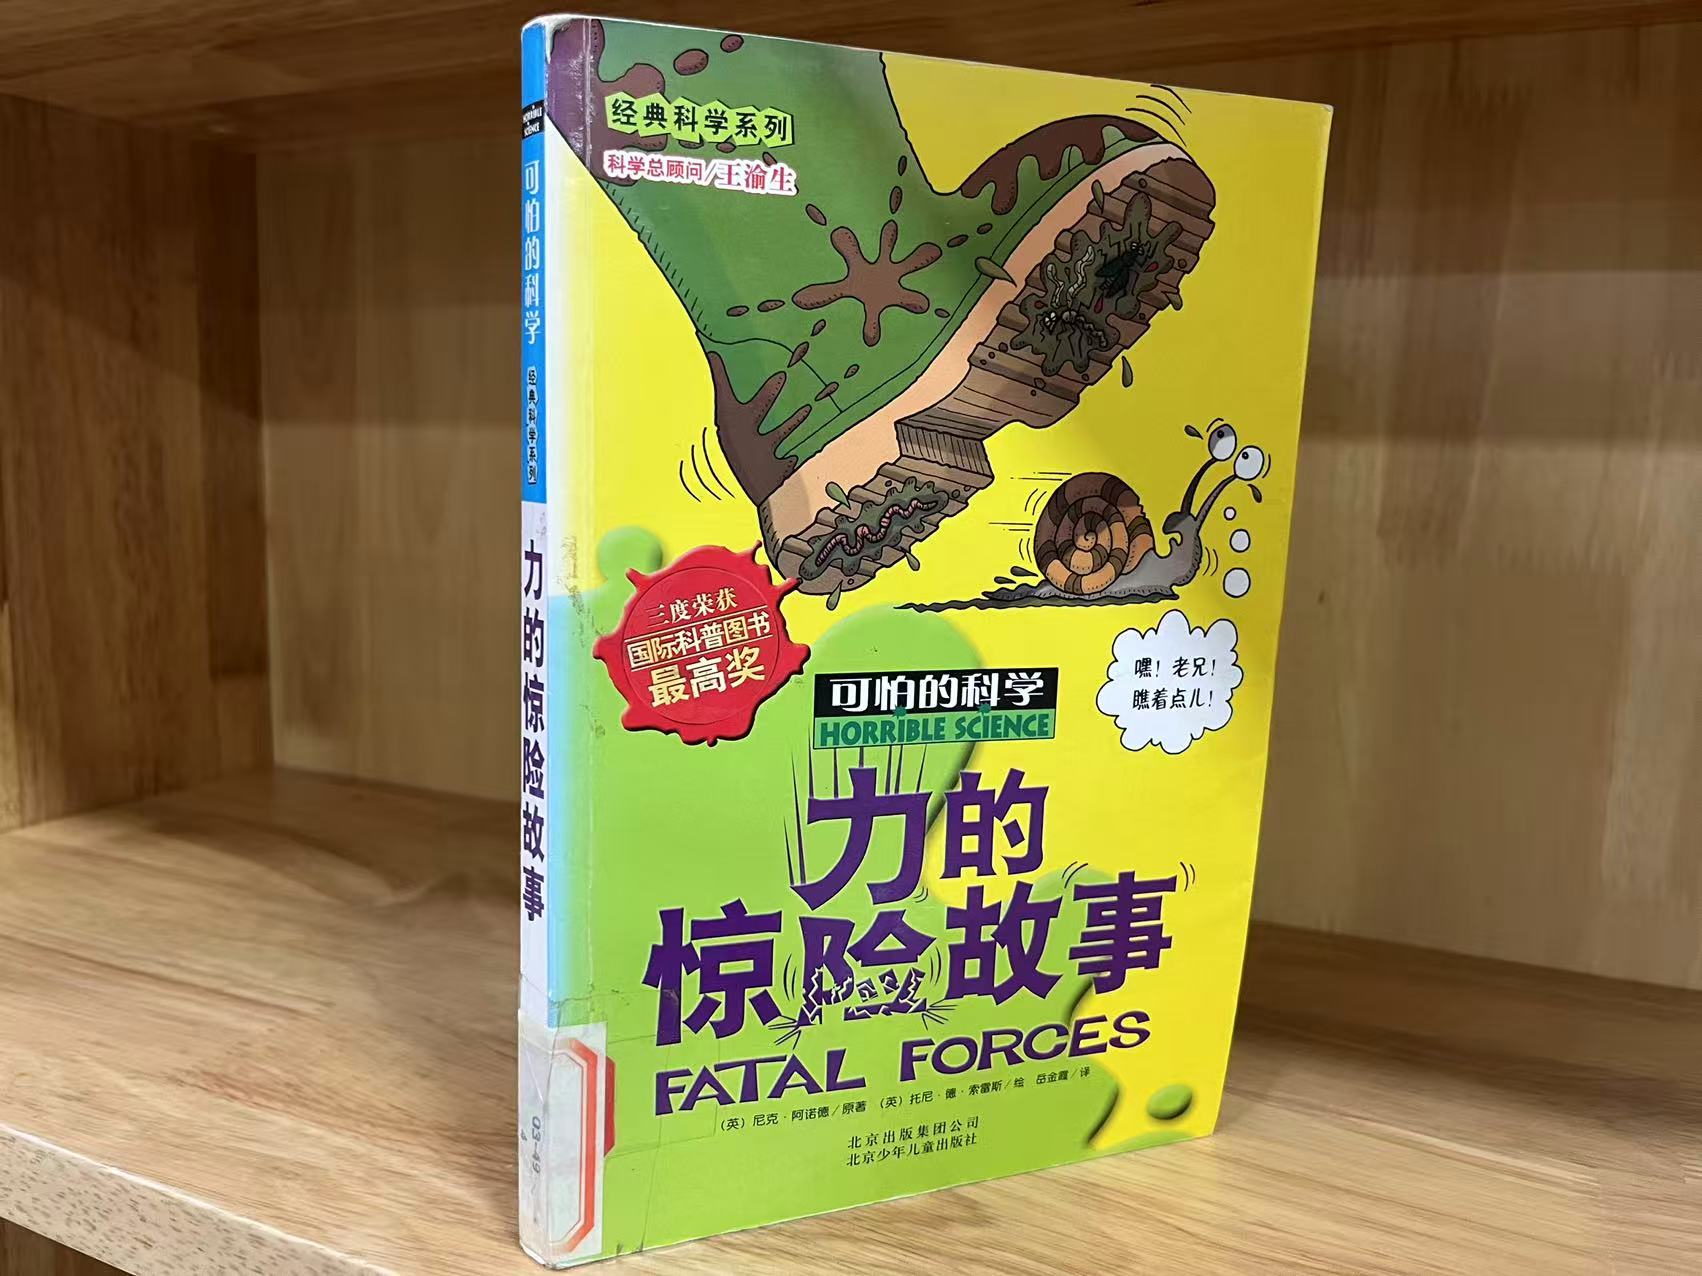 HORRIBLE
SCIENCE
可怕的科学
经典科学系列
力的惊险故事
03-49
4
经典科学系列
科学总顾问/王渝生
三度荣获
国际科普图书
最高奖
嘿！老兄！
瞧着点儿！
可怕的科学
HORRIBLE SCIENCE
力的
惊险故事
FATAL FORCES
（英）尼克·阿诺德/原著 （英）托尼·德·索雷斯/绘 岳金霞/译
北京出版集团公司
北京少年儿童出版社